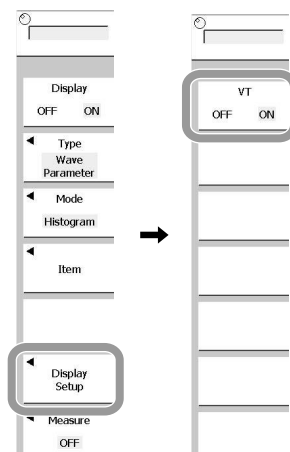 Display
OFF ON
Type
Wave
Parameter
Mode
Histogram
Item
Display
Setup
Measure
OFF
VT
OFF ON